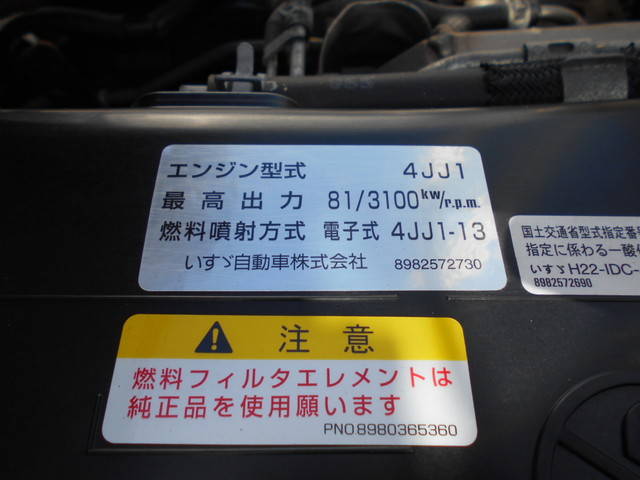 エンジン型式 4JJ1
最高出力 81/3100kw/r.p.m.
燃料噴射方式 電子式 4JJ1-13
いすゞ自動車株式会社 8982572730
国土交通省型式指定番号
指定に係わる一酸
いすゞH22-IDC-
8982572690
注意
燃料フィルタエレメントは
純正品を使用願います
PNO8980365360